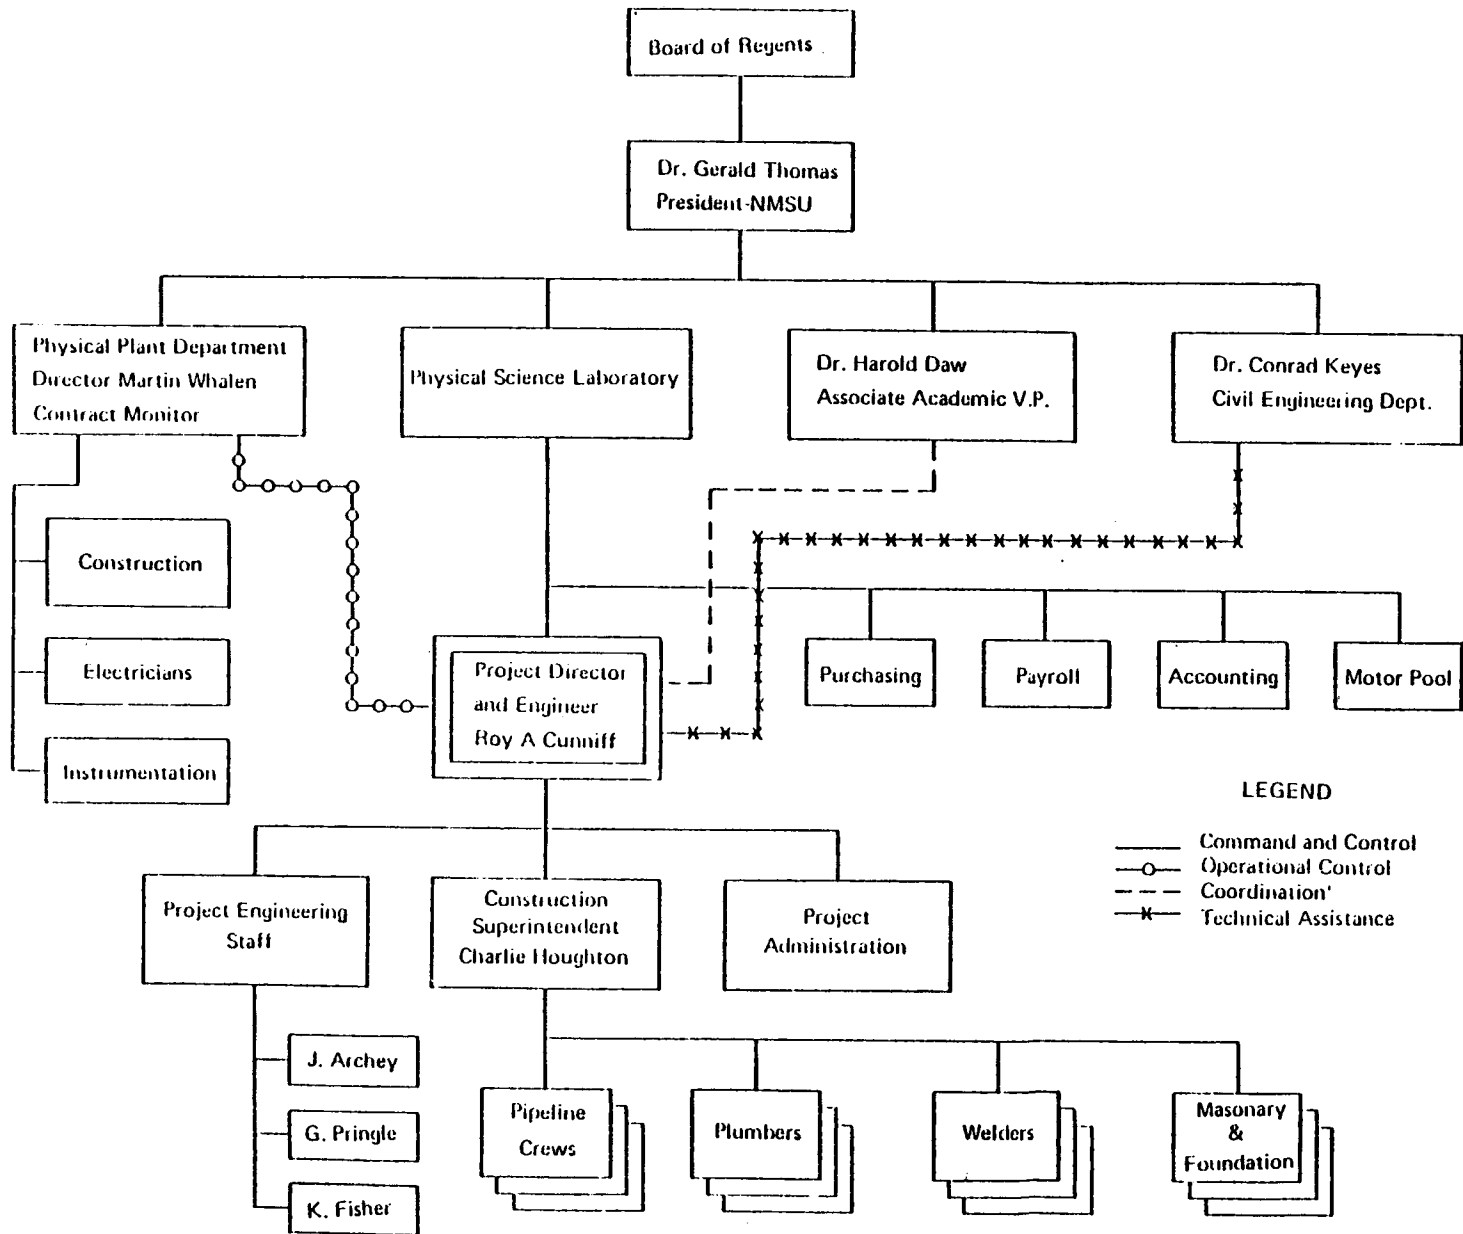 Board of Regents
Dr. Gerald Thomas
President-NMSU
Physical Plant Department
Director Martin Whalen
Contract Monitor
Physical Science Laboratory
Dr. Harold Daw
Associate Academic V.P.
Dr. Conrad Keyes
Civil Engineering Dept.
Construction
Electricians
Instrumentation
Project Director
and Engineer
Roy A Cunniff
Purchasing
Payroll
Accounting
Motor Pool
LEGEND
Command and Control
Operational Control
Coordination'
Technical Assistance
Project Engineering
Staff
Construction
Superintendent
Charlie Houghton
Project
Administration
J. Archey
G. Pringle
K. Fisher
Pipeline
Crews
Plumbers
Welders
Masonary
&
Foundation